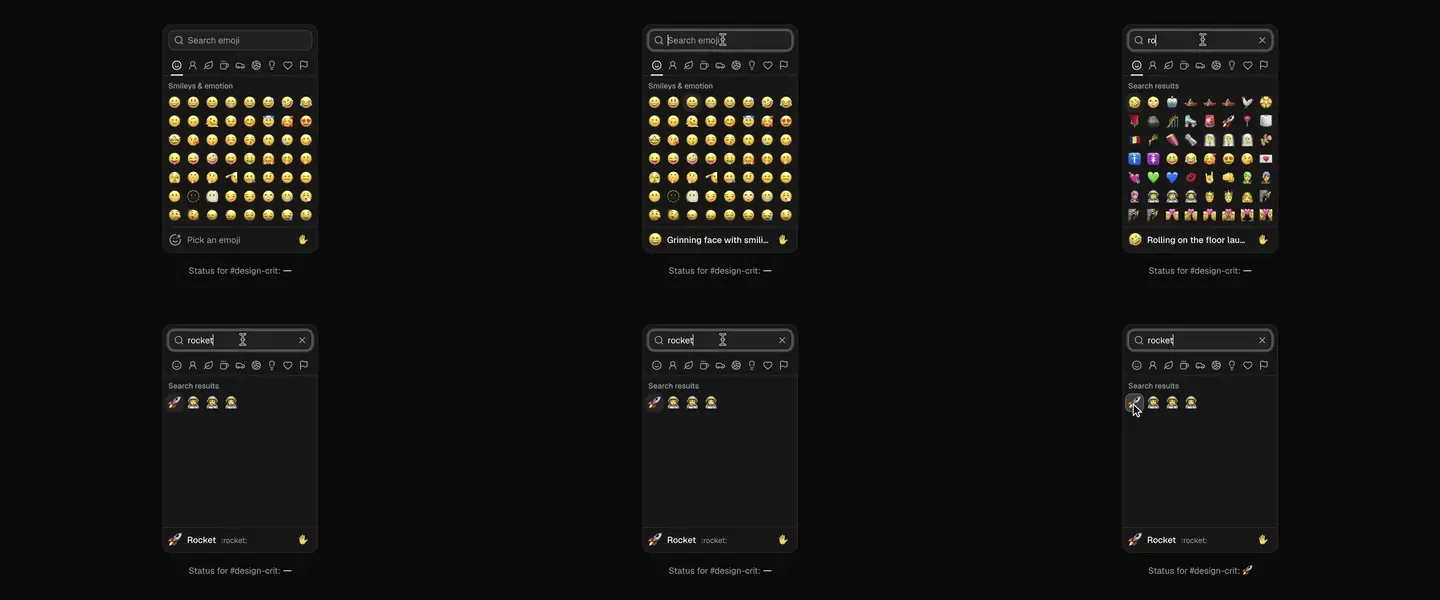 Search emoji
Smileys & emotion
Pick an emoji
Status for #design-crit: —
Search emoji
Smileys & emotion
Grinning face with smili...
Status for #design-crit: —
ro
Search results
Rolling on the floor lau...
Status for #design-crit: —
rocket
Search results
Rocket :rocket:
Status for #design-crit: —
rocket
Search results
Rocket :rocket:
Status for #design-crit: —
rocket
Search results
Rocket :rocket:
Status for #design-crit: 🚀